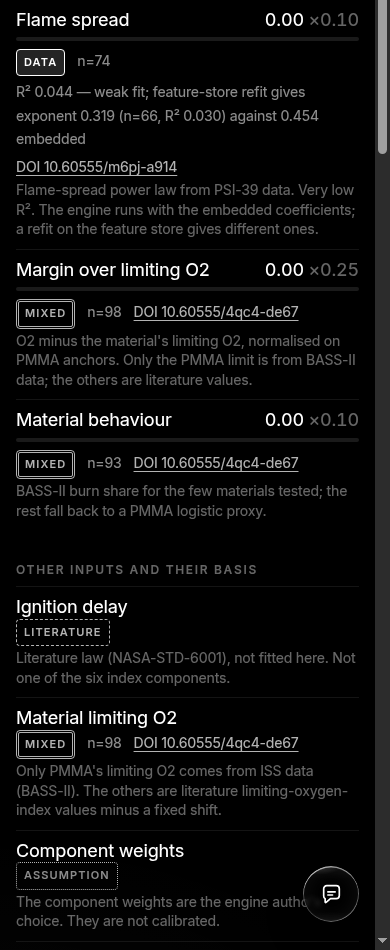 Flame spread 0.00 ×0.10
DATA n=74
R² 0.044 — weak fit; feature-store refit gives
exponent 0.319 (n=66, R² 0.030) against 0.454
embedded
DOI 10.60555/m6pj-a914
Flame-spread power law from PSI-39 data. Very low
R². The engine runs with the embedded coefficients;
a refit on the feature store gives different ones.
Margin over limiting O2 0.00 ×0.25
MIXED n=98 DOI 10.60555/4qc4-de67
O2 minus the material's limiting O2, normalised on
PMMA anchors. Only the PMMA limit is from BASS-II
data; the others are literature values.
Material behaviour 0.00 ×0.10
MIXED n=93 DOI 10.60555/4qc4-de67
BASS-II burn share for the few materials tested; the
rest fall back to a PMMA logistic proxy.
OTHER INPUTS AND THEIR BASIS
Ignition delay
LITERATURE
Literature law (NASA-STD-6001), not fitted here. Not
one of the six index components.
Material limiting O2
MIXED n=98 DOI 10.60555/4qc4-de67
Only PMMA's limiting O2 comes from ISS data
(BASS-II). The others are literature limiting-oxygen-
index values minus a fixed shift.
Component weights
ASSUMPTION
The component weights are the engine
choice. They are not calibrated.